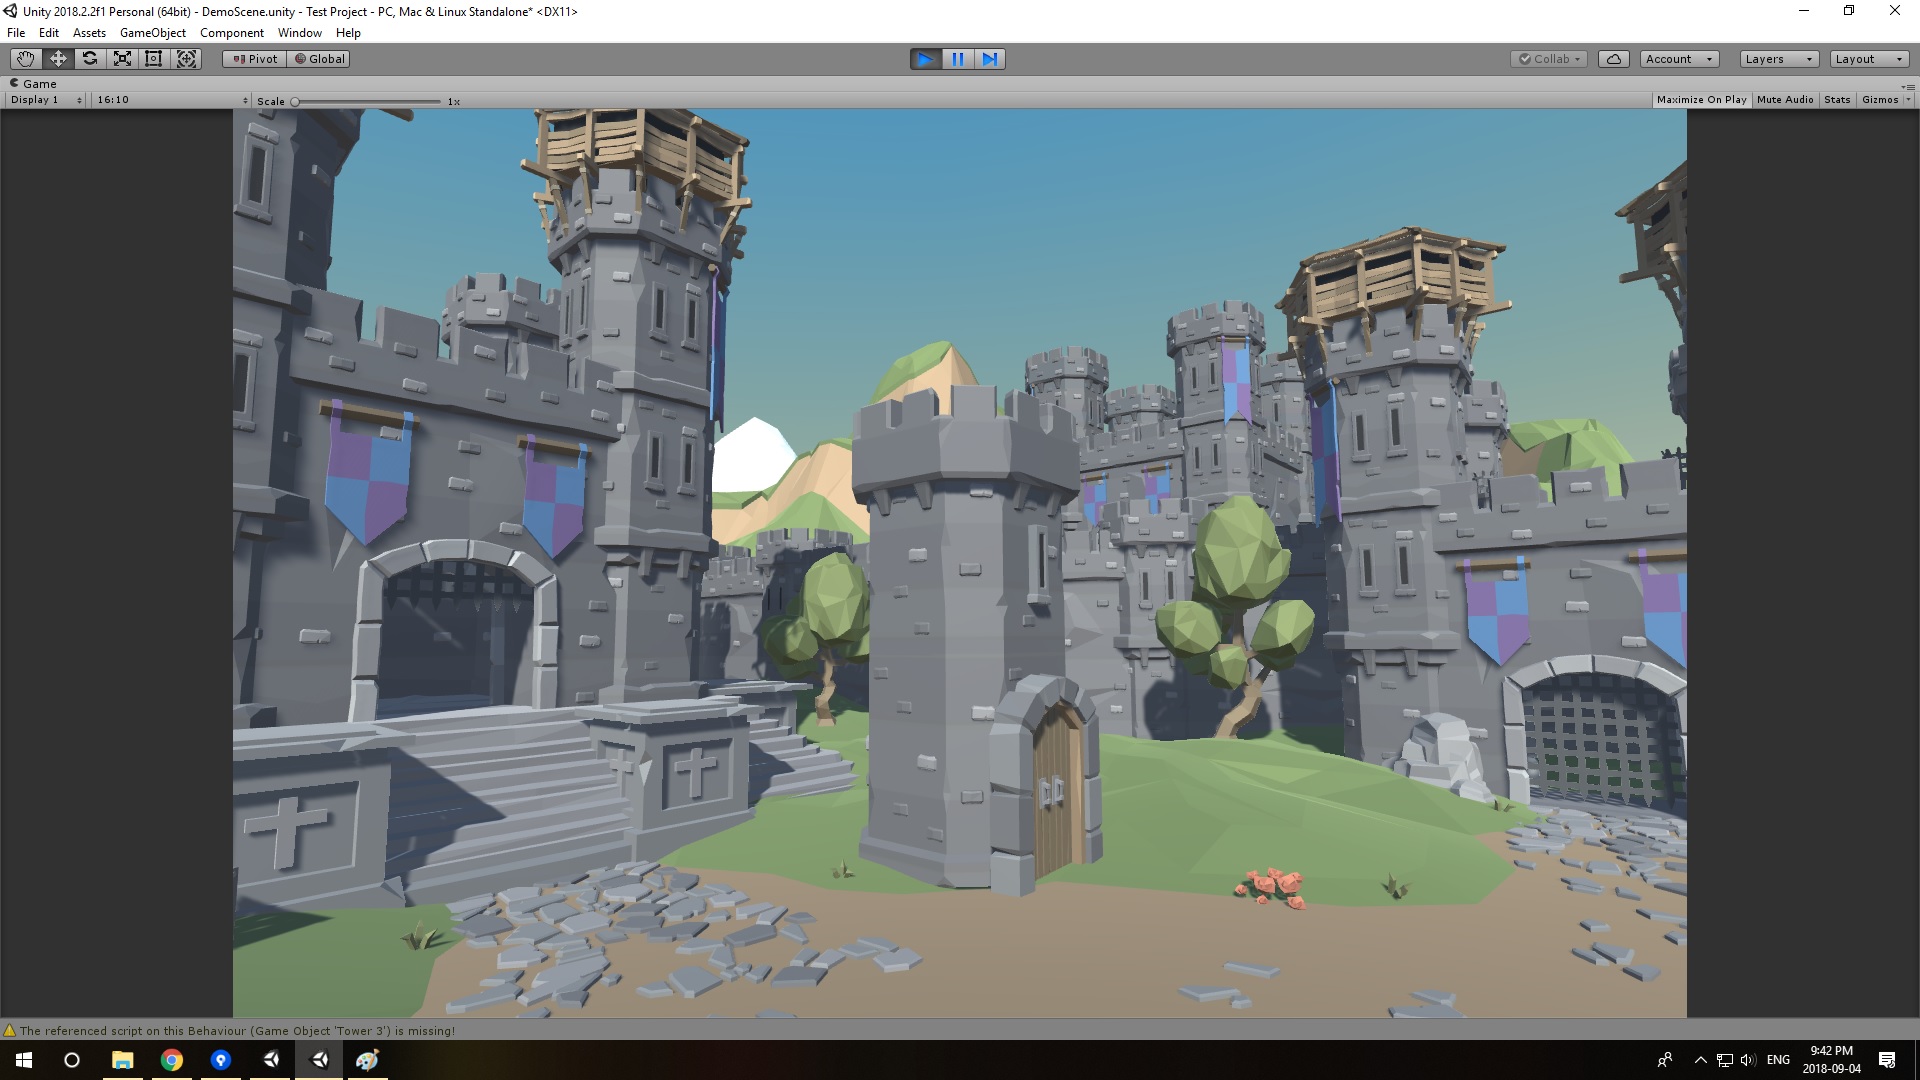 Unity 2018.2.2f1 Personal (64bit) - DemoScene.unity - Test Project - PC, Mac & Linux Standalone* <DX11>
File Edit Assets GameObject Component Window Help
Pivot Global Collab Account Layers Layout
Game
Display 1 16:10 Scale 1x Maximize On Play Mute Audio Stats Gizmos
The referenced script on this Behaviour (Game Object 'Tower 3') is missing!
ENG 9:42 PM
2018-09-04